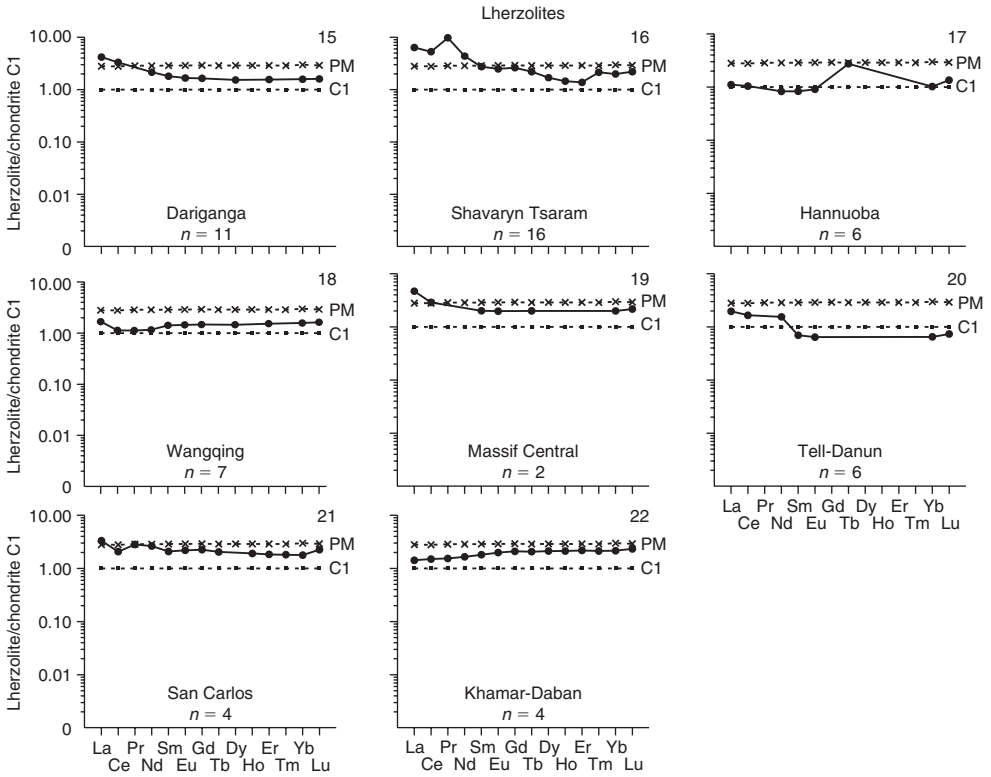 Lherzolites
Lherzolite/chondrite C1
10.00
1.00
0.10
0.01
0
15
PM
C1
Dariganga
n = 11
16
PM
C1
Shavaryn Tsaram
n = 16
17
PM
C1
Hannuoba
n = 6
Lherzolite/chondrite C1
10.00
1.00
0.10
0.01
0
18
PM
C1
Wangqing
n = 7
19
PM
C1
Massif Central
n = 2
20
PM
C1
Tell-Danun
n = 6
La Pr Sm Gd Dy Er Yb
Ce Nd Eu Tb Ho Tm Lu
Lherzolite/chondrite C1
10.00
1.00
0.10
0.01
0
21
PM
C1
San Carlos
n = 4
La Pr Sm Gd Dy Er Yb
Ce Nd Eu Tb Ho Tm Lu
22
PM
C1
Khamar-Daban
n = 4
La Pr Sm Gd Dy Er Yb
Ce Nd Eu Tb Ho Tm Lu